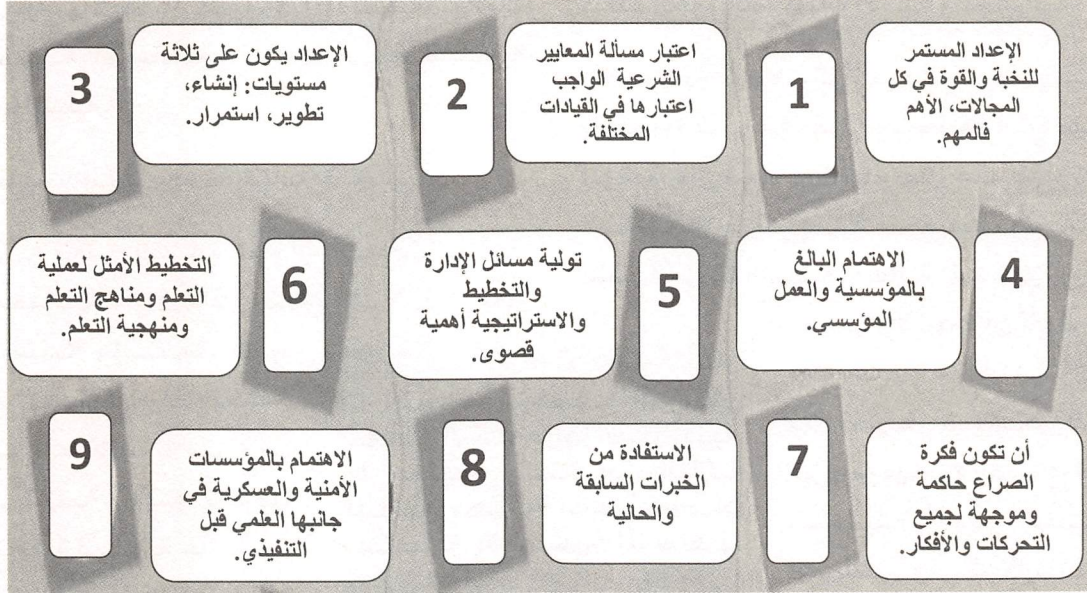 1
الإعداد المستمر
للنخبة والقوة في كل
المجالات، الأهم
فالمهم.
2
اعتبار مسألة المعايير
الشرعية الواجب
اعتبارها في القيادات
المختلفة.
3
الإعداد يكون على ثلاثة
مستويات: إنشاء،
تطوير، استمرار.
4
الاهتمام البالغ
بالمؤسسية والعمل
المؤسسي.
5
تولية مسائل الإدارة
والتخطيط
والاستراتيجية أهمية
قصوى.
6
التخطيط الأمثل لعملية
التعلم ومناهج التعلم
ومنهجية التعلم.
7
أن تكون فكرة
الصراع حاكمة
وموجهة لجميع
التحركات والأفكار.
8
الاستفادة من
الخبرات السابقة
والحالية
9
الاهتمام بالمؤسسات
الأمنية والعسكرية في
جانبها العلمي قبل
التنفيذي.